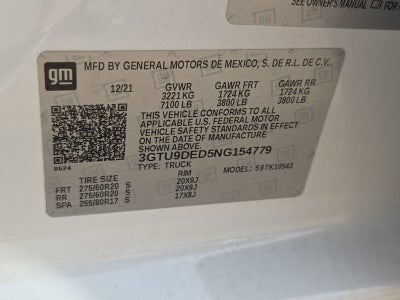 SEE OWNER'S MANUAL
gm
MFD BY GENERAL MOTORS DE MEXICO, S. DE R.L. DE C.V.
12/21 GVWR GAWR FRT GAWR RR
3221 KG 1724 KG 1724 KG
7100 LB 3800 LB 3800 LB
THIS VEHICLE CONFORMS TO ALL
APPLICABLE U.S. FEDERAL MOTOR
VEHICLE SAFETY STANDARDS IN EFFECT ON
THE DATE OF MANUFACTURE SHOWN ABOVE.
3GTU9DED5NG154779
TYPE: TRUCK MODEL: 59TK10543
8624
TIRE SIZE RIM
FRT 275/60R20 S 20X9J
RR 275/60R20 S 20X9J
SPA 255/80R17 S 17X8J